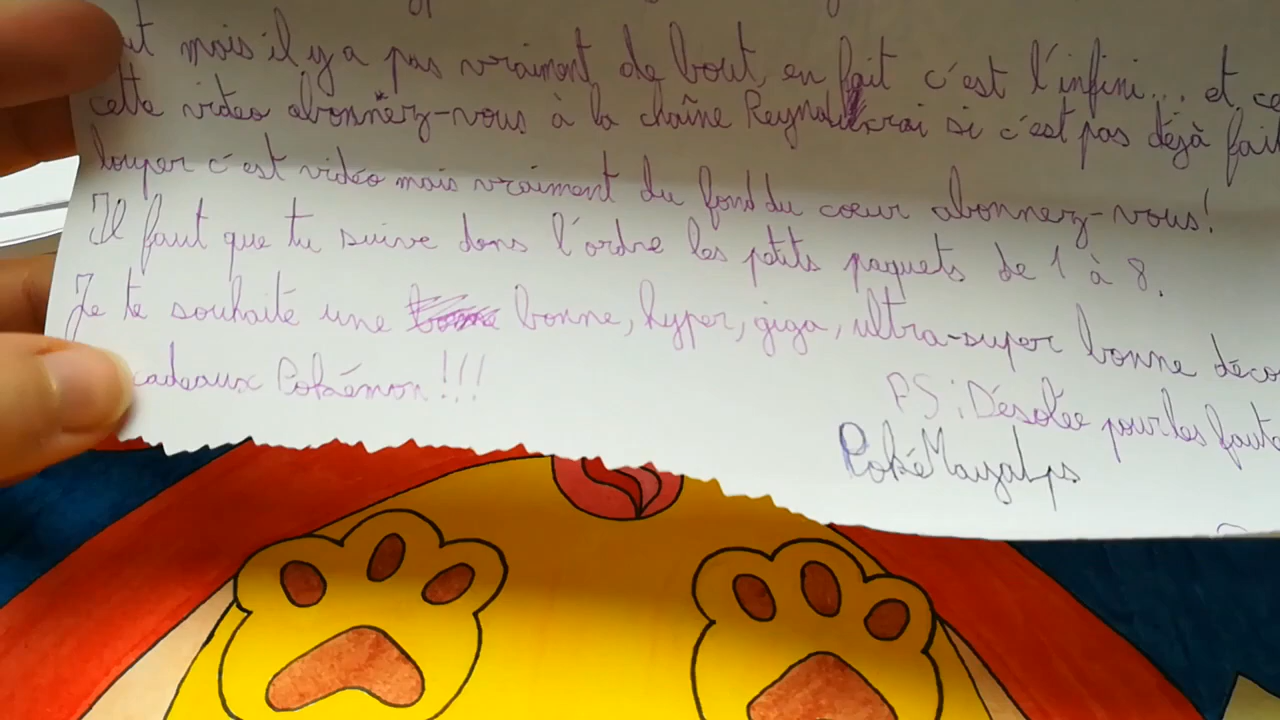 mais il y a pas vraiment de bout, en fait c'est l'infini... et
cette vidéo abonnez-vous à la chaîne si c'est pas déjà fait
louper c'est vidéo mais vraiment du fond du coeur abonnez-vous!
Il faut que tu suive dans l'ordre les petits paquets de 1 à 8.
Je te souhaite une bonne, hyper, giga, ultra-super bonne déco
cadeaux Pokémon!!!
PS : Désolée pour les faute
PokéMayalps